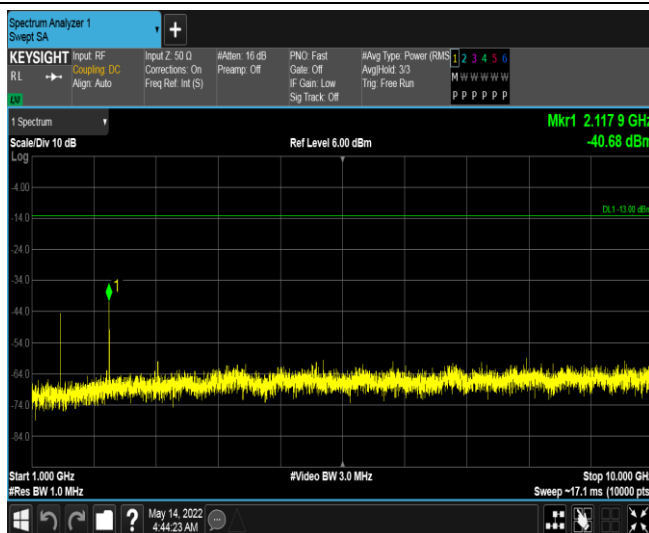 Spectrum Analyzer 1
Swept SA
+
KEYSIGHT Input: RF Input Z: 50 Ω #Atten: 16 dB PNO: Fast #Avg Type: Power (RMS 1 2 3 4 5 6
RL Coupling: DC Corrections: On Preamp: Off Gate: Off Avg|Hold: 3/3 M W W W W W
Align: Auto Freq Ref: Int (S) IF Gain: Low Trig: Free Run
Sig Track: Off P P P P P P
1 Spectrum
Mkr1 2.117 9 GHz
Scale/Div 10 dB Ref Level 6.00 dBm -40.68 dBm
Log
-4.00
DL1 -13.00 dBm
-14.0
-24.0
-34.0
1
-44.0
-54.0
-64.0
-74.0
-84.0
Start 1.000 GHz #Video BW 3.0 MHz Stop 10.000 GHz
#Res BW 1.0 MHz Sweep ~17.1 ms (10000 pts
? May 14, 2022
4:44:23 AM